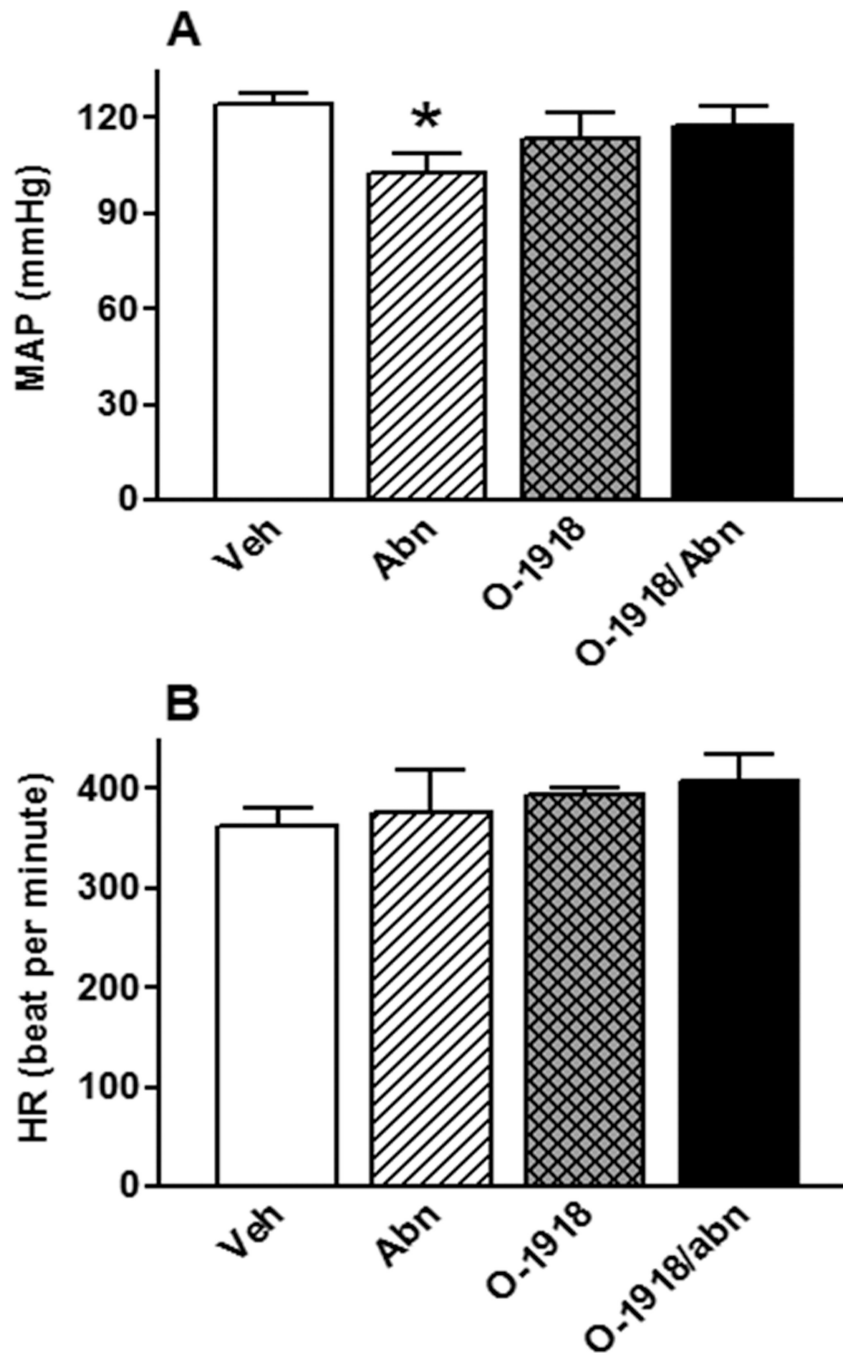 A
MAP (mmHg)
120
90
60
30
0
*
Veh
Abn
O-1918
O-1918/Abn
B
HR (beat per minute)
400
300
200
100
0
Veh
Abn
O-1918
O-1918/abn